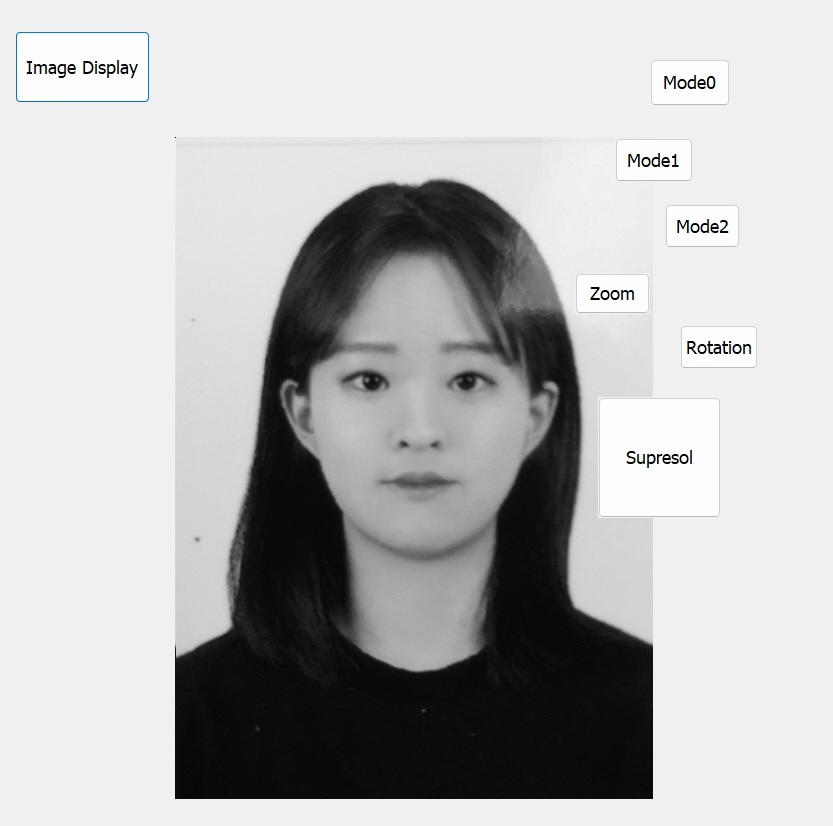 Image Display
Mode0
Mode1
Mode2
Zoom
Rotation
Supresol